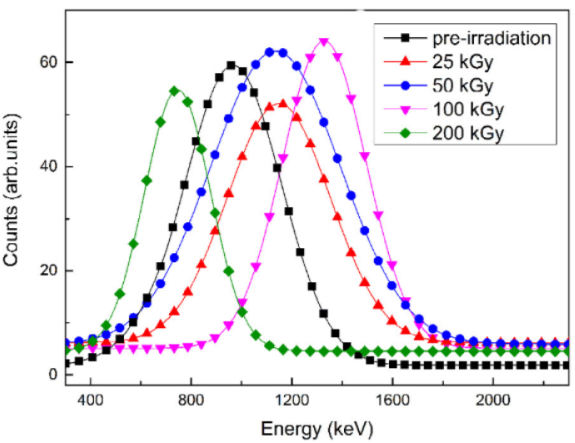 pre-irradiation
25 kGy
50 kGy
100 kGy
200 kGy
60
40
20
0
Counts (arb.units)
400 800 1200 1600 2000
Energy (keV)